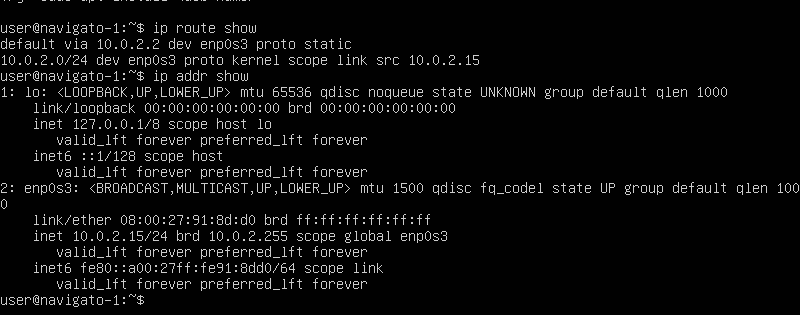 user@navigato-1:~$ ip route show
default via 10.0.2.2 dev enp0s3 proto static
10.0.2.0/24 dev enp0s3 proto kernel scope link src 10.0.2.15
user@navigato-1:~$ ip addr show
1: lo: <LOOPBACK,UP,LOWER_UP> mtu 65536 qdisc noqueue state UNKNOWN group default qlen 1000
    link/loopback 00:00:00:00:00:00 brd 00:00:00:00:00:00
    inet 127.0.0.1/8 scope host lo
       valid_lft forever preferred_lft forever
    inet6 ::1/128 scope host
       valid_lft forever preferred_lft forever
2: enp0s3: <BROADCAST,MULTICAST,UP,LOWER_UP> mtu 1500 qdisc fq_codel state UP group default qlen 100
0
    link/ether 08:00:27:91:8d:d0 brd ff:ff:ff:ff:ff:ff
    inet 10.0.2.15/24 brd 10.0.2.255 scope global enp0s3
       valid_lft forever preferred_lft forever
    inet6 fe80::a00:27ff:fe91:8dd0/64 scope link
       valid_lft forever preferred_lft forever
user@navigato-1:~$